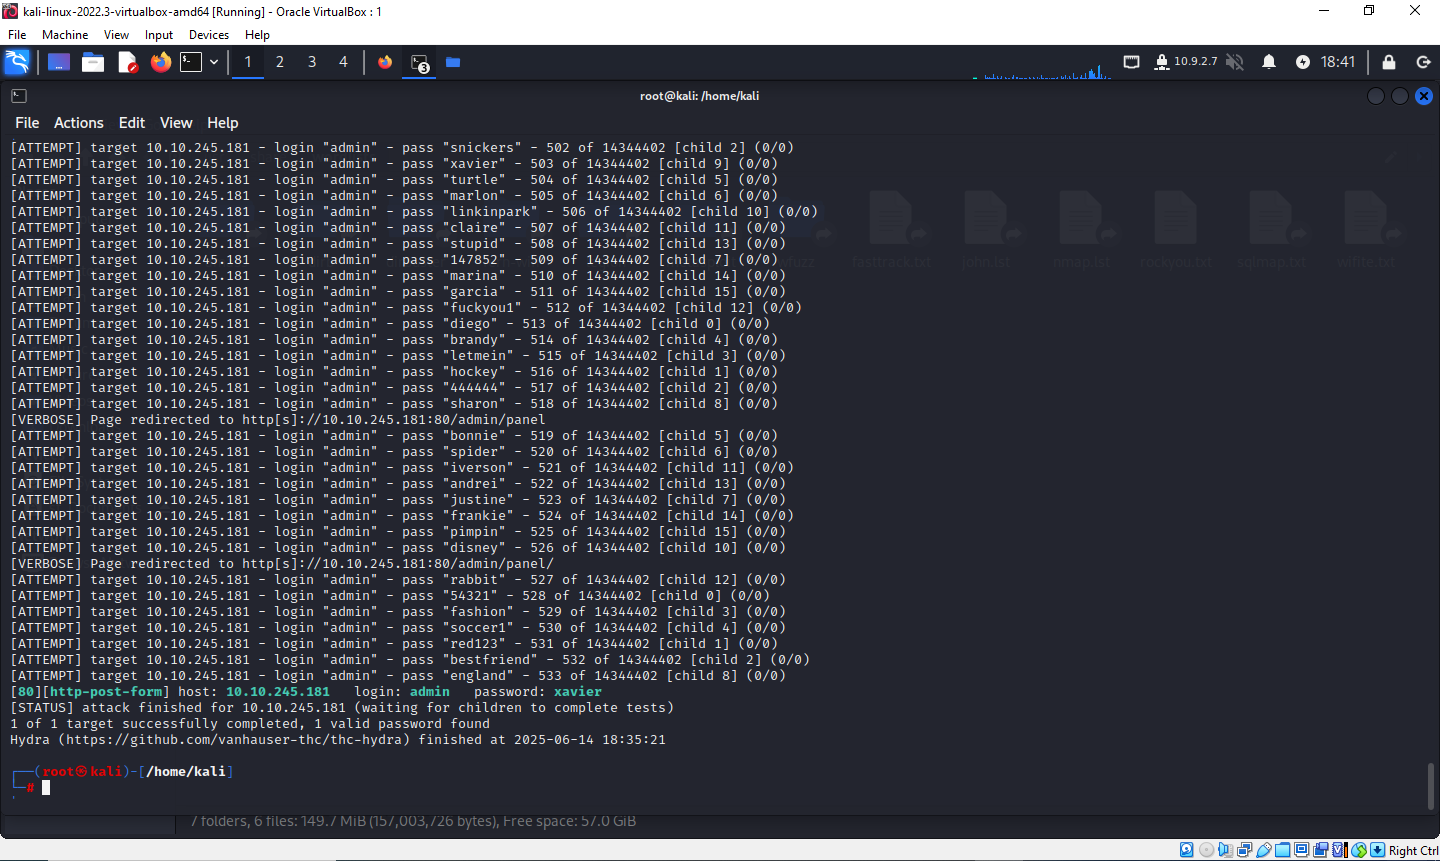 kali-linux-2022.3-virtualbox-amd64 [Running] - Oracle VirtualBox : 1
File Machine View Input Devices Help
1 2 3 4 3 10.9.2.7 18:41
root@kali: /home/kali
File Actions Edit View Help
[ATTEMPT] target 10.10.245.181 - login "admin" - pass "snickers" - 502 of 14344402 [child 2] (0/0)
[ATTEMPT] target 10.10.245.181 - login "admin" - pass "xavier" - 503 of 14344402 [child 9] (0/0)
[ATTEMPT] target 10.10.245.181 - login "admin" - pass "turtle" - 504 of 14344402 [child 5] (0/0)
[ATTEMPT] target 10.10.245.181 - login "admin" - pass "marlon" - 505 of 14344402 [child 6] (0/0)
[ATTEMPT] target 10.10.245.181 - login "admin" - pass "linkinpark" - 506 of 14344402 [child 10] (0/0)
[ATTEMPT] target 10.10.245.181 - login "admin" - pass "claire" - 507 of 14344402 [child 11] (0/0)
[ATTEMPT] target 10.10.245.181 - login "admin" - pass "stupid" - 508 of 14344402 [child 13] (0/0)
[ATTEMPT] target 10.10.245.181 - login "admin" - pass "147852" - 509 of 14344402 [child 7] (0/0)
fasttrack.txt john.lst nmap.lst rockyou.txt sqlmap.txt wifite.txt
[ATTEMPT] target 10.10.245.181 - login "admin" - pass "marina" - 510 of 14344402 [child 14] (0/0)
[ATTEMPT] target 10.10.245.181 - login "admin" - pass "garcia" - 511 of 14344402 [child 15] (0/0)
[ATTEMPT] target 10.10.245.181 - login "admin" - pass "fuckyou1" - 512 of 14344402 [child 12] (0/0)
[ATTEMPT] target 10.10.245.181 - login "admin" - pass "diego" - 513 of 14344402 [child 0] (0/0)
[ATTEMPT] target 10.10.245.181 - login "admin" - pass "brandy" - 514 of 14344402 [child 4] (0/0)
[ATTEMPT] target 10.10.245.181 - login "admin" - pass "letmein" - 515 of 14344402 [child 3] (0/0)
[ATTEMPT] target 10.10.245.181 - login "admin" - pass "hockey" - 516 of 14344402 [child 1] (0/0)
[ATTEMPT] target 10.10.245.181 - login "admin" - pass "444444" - 517 of 14344402 [child 2] (0/0)
[ATTEMPT] target 10.10.245.181 - login "admin" - pass "sharon" - 518 of 14344402 [child 8] (0/0)
[VERBOSE] Page redirected to http[s]://10.10.245.181:80/admin/panel
[ATTEMPT] target 10.10.245.181 - login "admin" - pass "bonnie" - 519 of 14344402 [child 5] (0/0)
[ATTEMPT] target 10.10.245.181 - login "admin" - pass "spider" - 520 of 14344402 [child 6] (0/0)
[ATTEMPT] target 10.10.245.181 - login "admin" - pass "iverson" - 521 of 14344402 [child 11] (0/0)
[ATTEMPT] target 10.10.245.181 - login "admin" - pass "andrei" - 522 of 14344402 [child 13] (0/0)
[ATTEMPT] target 10.10.245.181 - login "admin" - pass "justine" - 523 of 14344402 [child 7] (0/0)
[ATTEMPT] target 10.10.245.181 - login "admin" - pass "frankie" - 524 of 14344402 [child 14] (0/0)
[ATTEMPT] target 10.10.245.181 - login "admin" - pass "pimpin" - 525 of 14344402 [child 15] (0/0)
[ATTEMPT] target 10.10.245.181 - login "admin" - pass "disney" - 526 of 14344402 [child 10] (0/0)
[VERBOSE] Page redirected to http[s]://10.10.245.181:80/admin/panel/
[ATTEMPT] target 10.10.245.181 - login "admin" - pass "rabbit" - 527 of 14344402 [child 12] (0/0)
[ATTEMPT] target 10.10.245.181 - login "admin" - pass "54321" - 528 of 14344402 [child 0] (0/0)
[ATTEMPT] target 10.10.245.181 - login "admin" - pass "fashion" - 529 of 14344402 [child 3] (0/0)
[ATTEMPT] target 10.10.245.181 - login "admin" - pass "soccer1" - 530 of 14344402 [child 4] (0/0)
[ATTEMPT] target 10.10.245.181 - login "admin" - pass "red123" - 531 of 14344402 [child 1] (0/0)
[ATTEMPT] target 10.10.245.181 - login "admin" - pass "bestfriend" - 532 of 14344402 [child 2] (0/0)
[ATTEMPT] target 10.10.245.181 - login "admin" - pass "england" - 533 of 14344402 [child 8] (0/0)
[80][http-post-form] host: 10.10.245.181 login: admin password: xavier
[STATUS] attack finished for 10.10.245.181 (waiting for children to complete tests)
1 of 1 target successfully completed, 1 valid password found
Hydra (https://github.com/vanhauser-thc/thc-hydra) finished at 2025-06-14 18:35:21
┌──(root㉿kali)-[/home/kali]
└─#
7 folders, 6 files: 149.7 MiB (157,003,726 bytes), Free space: 57.0 GiB
Right Ctrl